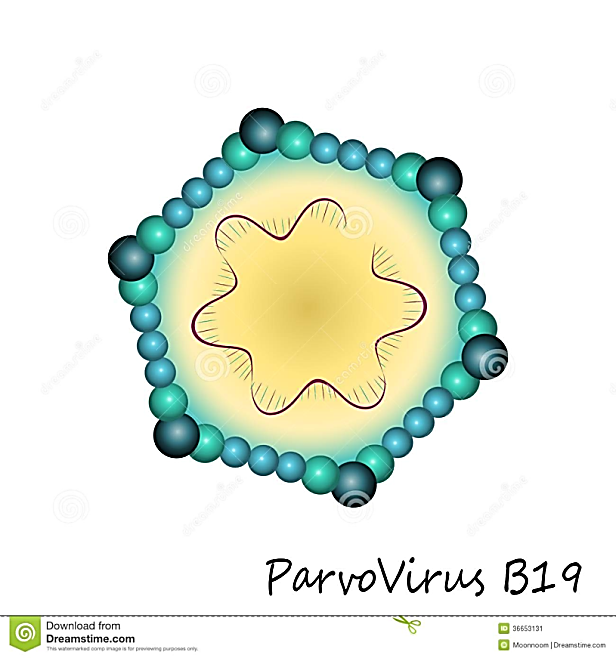 ParvoVirus B19
Download from
Dreamstime.com
This watermarked comp image is for previewing purposes only.
36653131
Moonnoom | Dreamstime.com